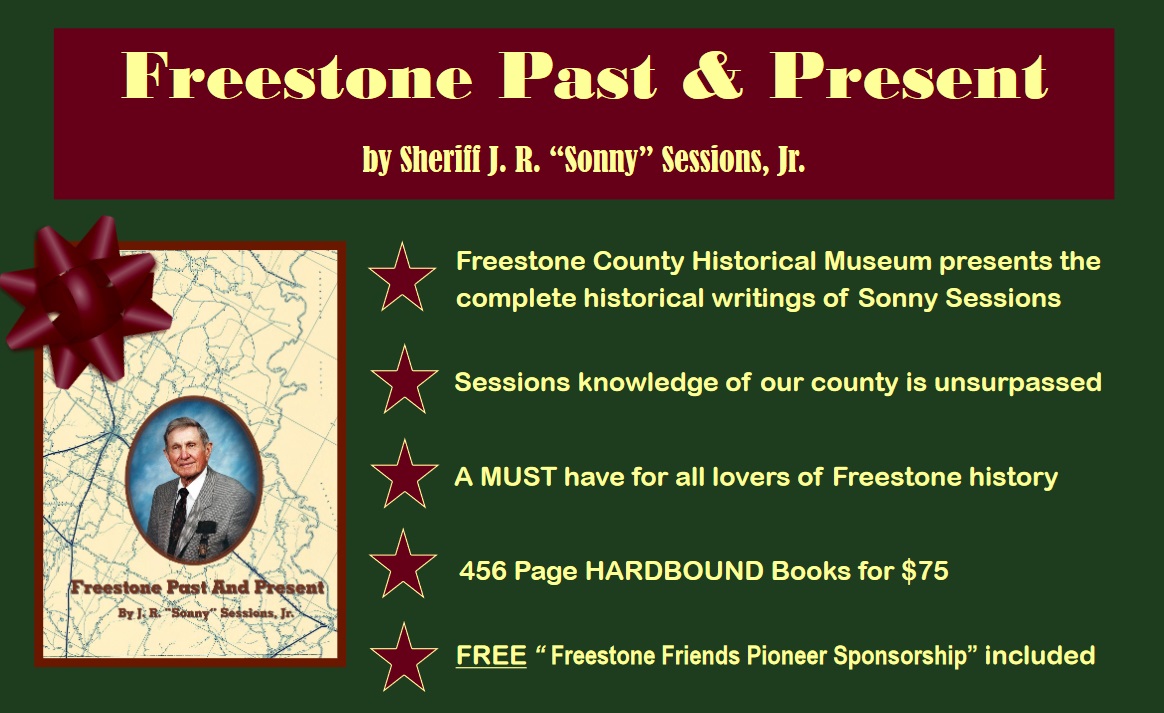 Freestone Past & Present
by Sheriff J. R. “Sonny” Sessions, Jr.
Freestone County Historical Museum presents the
complete historical writings of Sonny Sessions
Sessions knowledge of our county is unsurpassed
A MUST have for all lovers of Freestone history
456 Page HARDBOUND Books for $75
FREE “ Freestone Friends Pioneer Sponsorship” included
Freestone Past And Present
By J. R. “Sonny” Sessions, Jr.